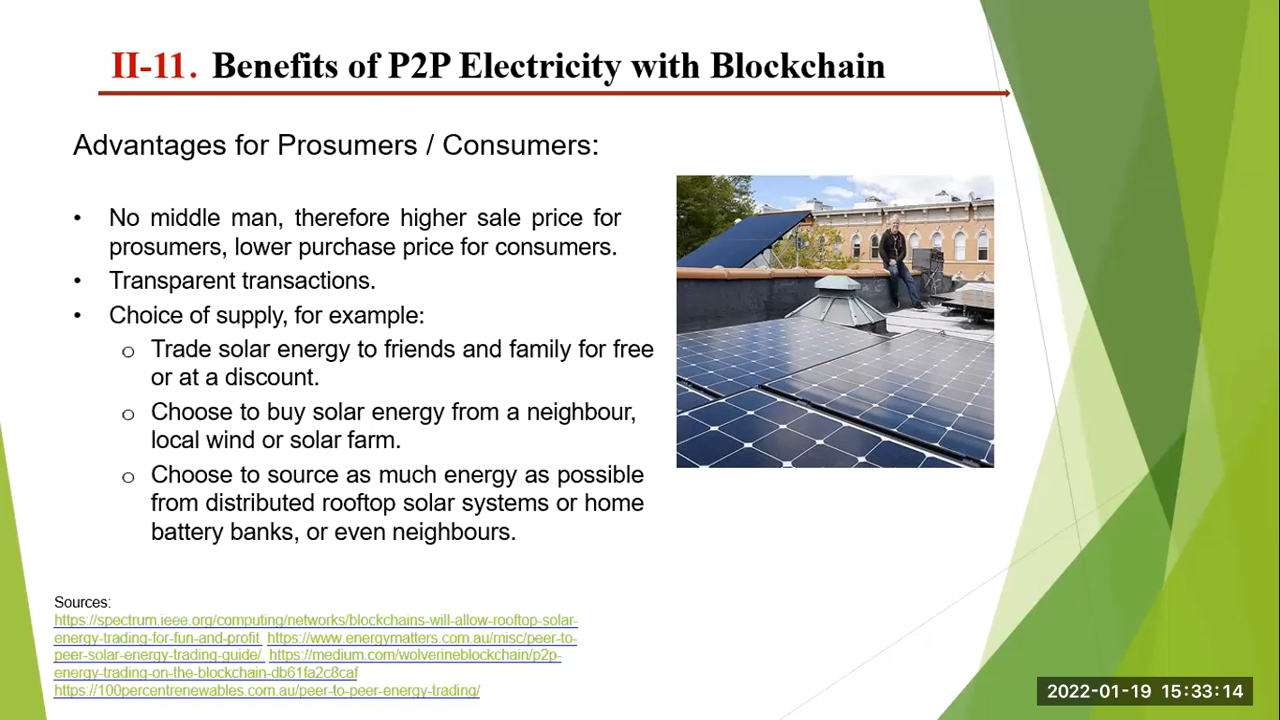 II-11. Benefits of P2P Electricity with Blockchain
Advantages for Prosumers / Consumers:
• No middle man, therefore higher sale price for
prosumers, lower purchase price for consumers.
• Transparent transactions.
• Choice of supply, for example:
o Trade solar energy to friends and family for free
or at a discount.
o Choose to buy solar energy from a neighbour,
local wind or solar farm.
o Choose to source as much energy as possible
from distributed rooftop solar systems or home
battery banks, or even neighbours.
Sources:
https://spectrum.ieee.org/computing/networks/blockchains-will-allow-rooftop-solar-
energy-trading-for-fun-and-profit https://www.energymatters.com.au/misc/peer-to-
peer-solar-energy-trading-guide/ https://medium.com/wolverineblockchain/p2p-
energy-trading-on-the-blockchain-db61fa2c8caf
https://100percentrenewables.com.au/peer-to-peer-energy-trading/
2022-01-19 15:33:14